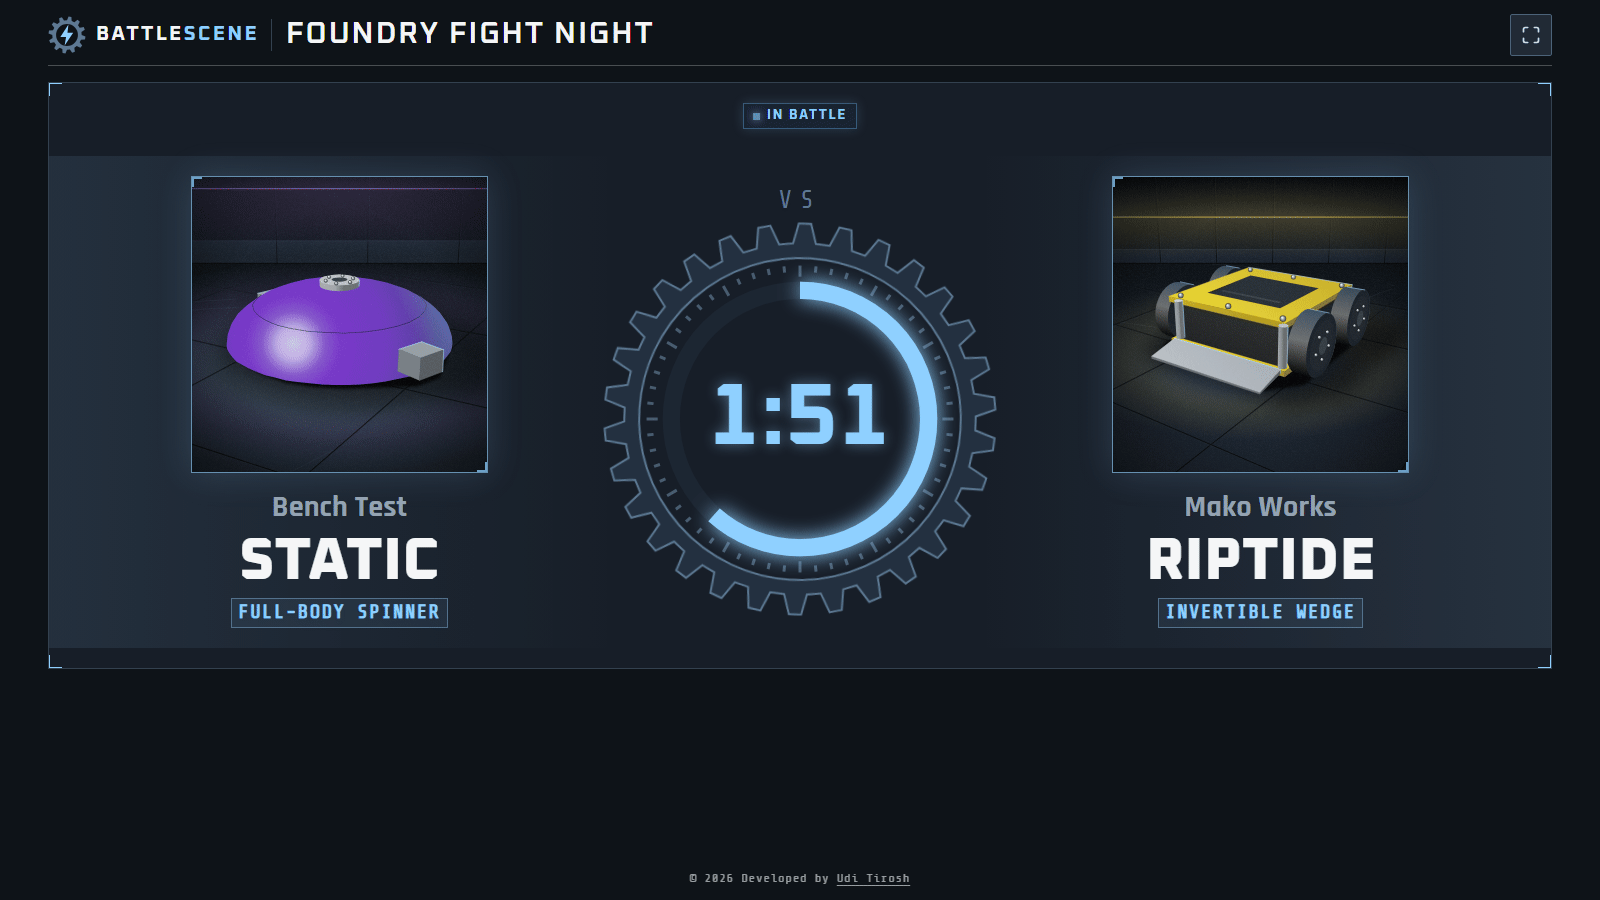 BATTLESCENE
FOUNDRY FIGHT NIGHT
IN BATTLE
VS
1:51
Bench Test
STATIC
FULL-BODY SPINNER
Mako Works
RIPTIDE
INVERTIBLE WEDGE
© 2026 Developed by Udi Tirosh